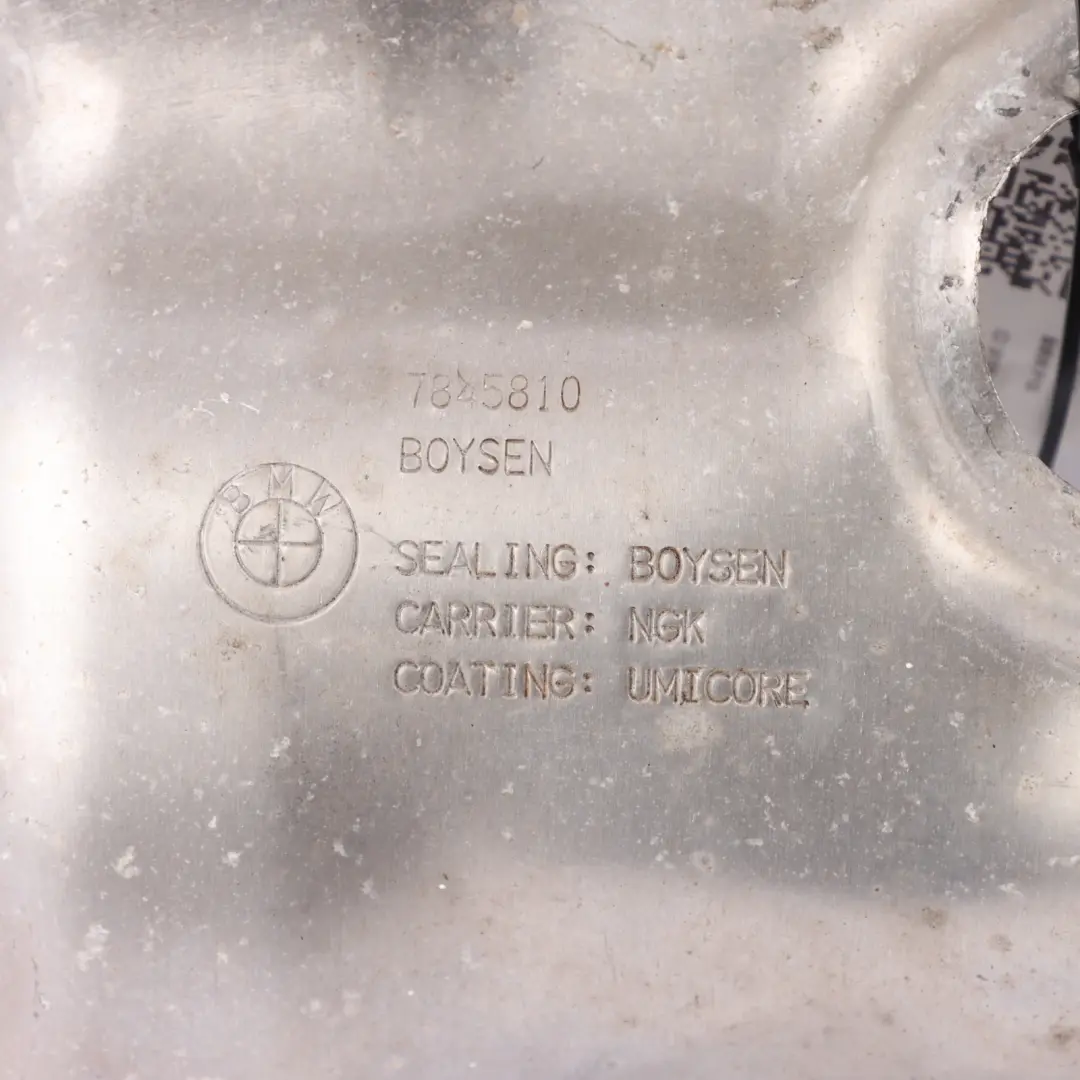 7845810
BOYSEN
BMW
SEALING: BOYSEN
CARRIER: NGK
COATING: UMICORE